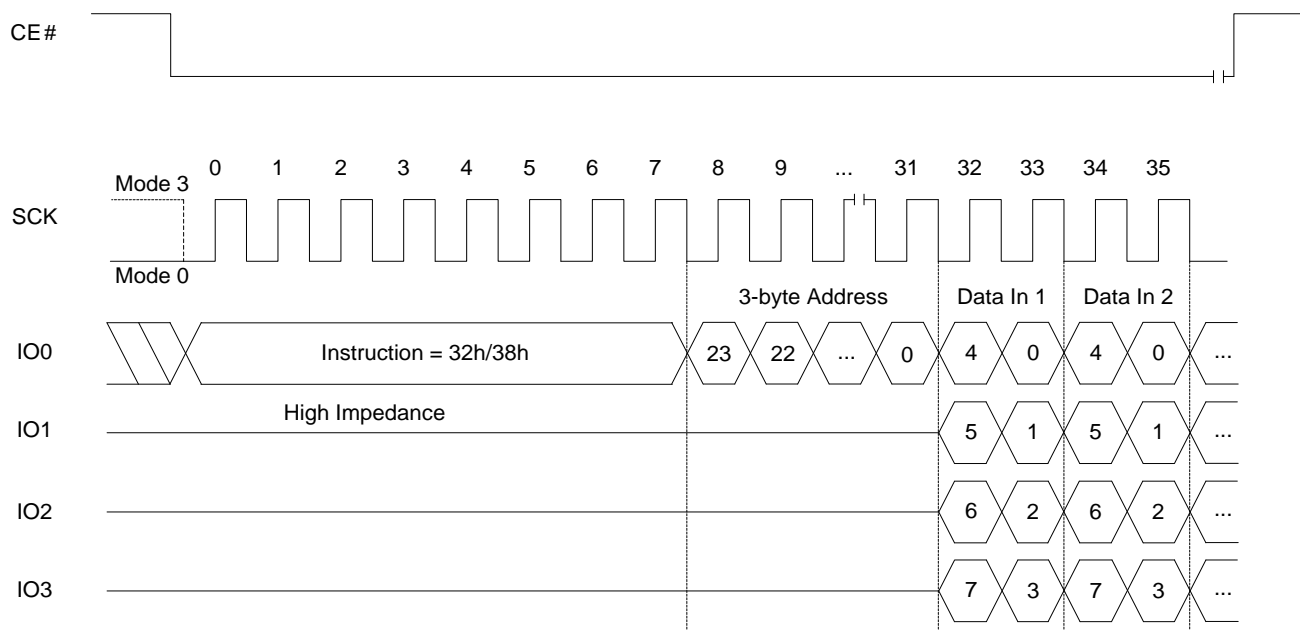 CE#
0 1 2 3 4 5 6 7 8 9 ... 31 32 33 34 35
Mode 3
SCK
Mode 0
3-byte Address Data In 1 Data In 2
IO0 Instruction = 32h/38h 23 22 ... 0 4 0 4 0 ...
High Impedance
IO1 5 1 5 1 ...
IO2 6 2 6 2 ...
IO3 7 3 7 3 ...